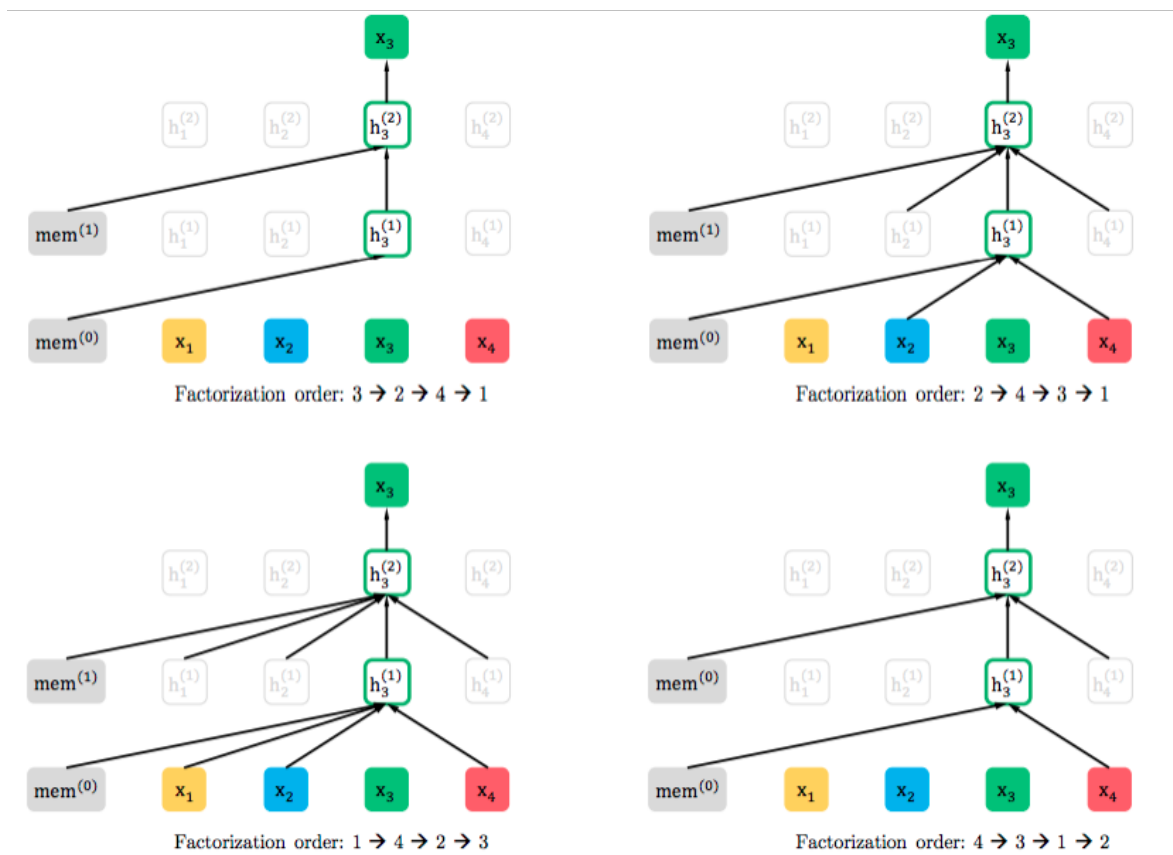 x₃ x₃
h₁⁽²⁾ h₂⁽²⁾ h₃⁽²⁾ h₄⁽²⁾ h₁⁽²⁾ h₂⁽²⁾ h₃⁽²⁾ h₄⁽²⁾
mem⁽¹⁾ h₁⁽¹⁾ h₂⁽¹⁾ h₃⁽¹⁾ h₄⁽¹⁾ mem⁽¹⁾ h₁⁽¹⁾ h₂⁽¹⁾ h₃⁽¹⁾ h₄⁽¹⁾
mem⁽⁰⁾ x₁ x₂ x₃ x₄ mem⁽⁰⁾ x₁ x₂ x₃ x₄
Factorization order: 3 → 2 → 4 → 1 Factorization order: 2 → 4 → 3 → 1
x₃ x₃
h₁⁽²⁾ h₂⁽²⁾ h₃⁽²⁾ h₄⁽²⁾ h₁⁽²⁾ h₂⁽²⁾ h₃⁽²⁾ h₄⁽²⁾
mem⁽¹⁾ h₁⁽¹⁾ h₂⁽¹⁾ h₃⁽¹⁾ h₄⁽¹⁾ mem⁽⁰⁾ h₁⁽¹⁾ h₂⁽¹⁾ h₃⁽¹⁾ h₄⁽¹⁾
mem⁽⁰⁾ x₁ x₂ x₃ x₄ mem⁽⁰⁾ x₁ x₂ x₃ x₄
Factorization order: 1 → 4 → 2 → 3 Factorization order: 4 → 3 → 1 → 2